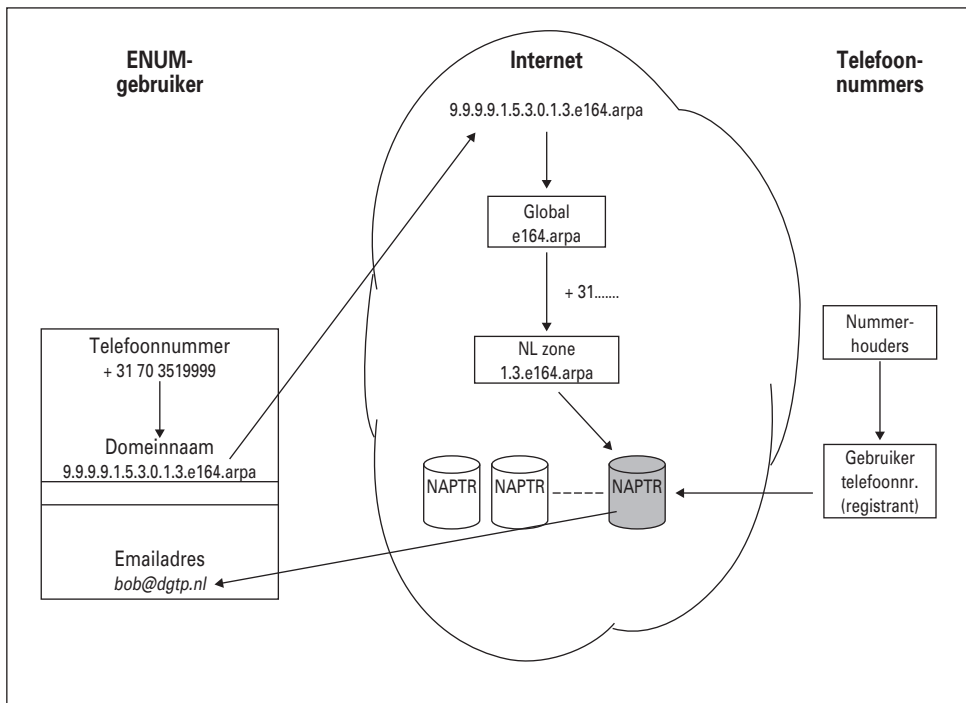 ENUM-
gebruiker
Internet
Telefoon-
nummers
9.9.9.9.1.5.3.0.1.3.e164.arpa
Global
e164.arpa
+ 31.......
NL zone
1.3.e164.arpa
Telefoonnummer
+ 31 70 3519999
Domeinnaam
9.9.9.9.1.5.3.0.1.3.e164.arpa
Nummer-
houders
Gebruiker
telefoonnr.
(registrant)
NAPTR
NAPTR
NAPTR
Emailadres
bob@dgtp.nl